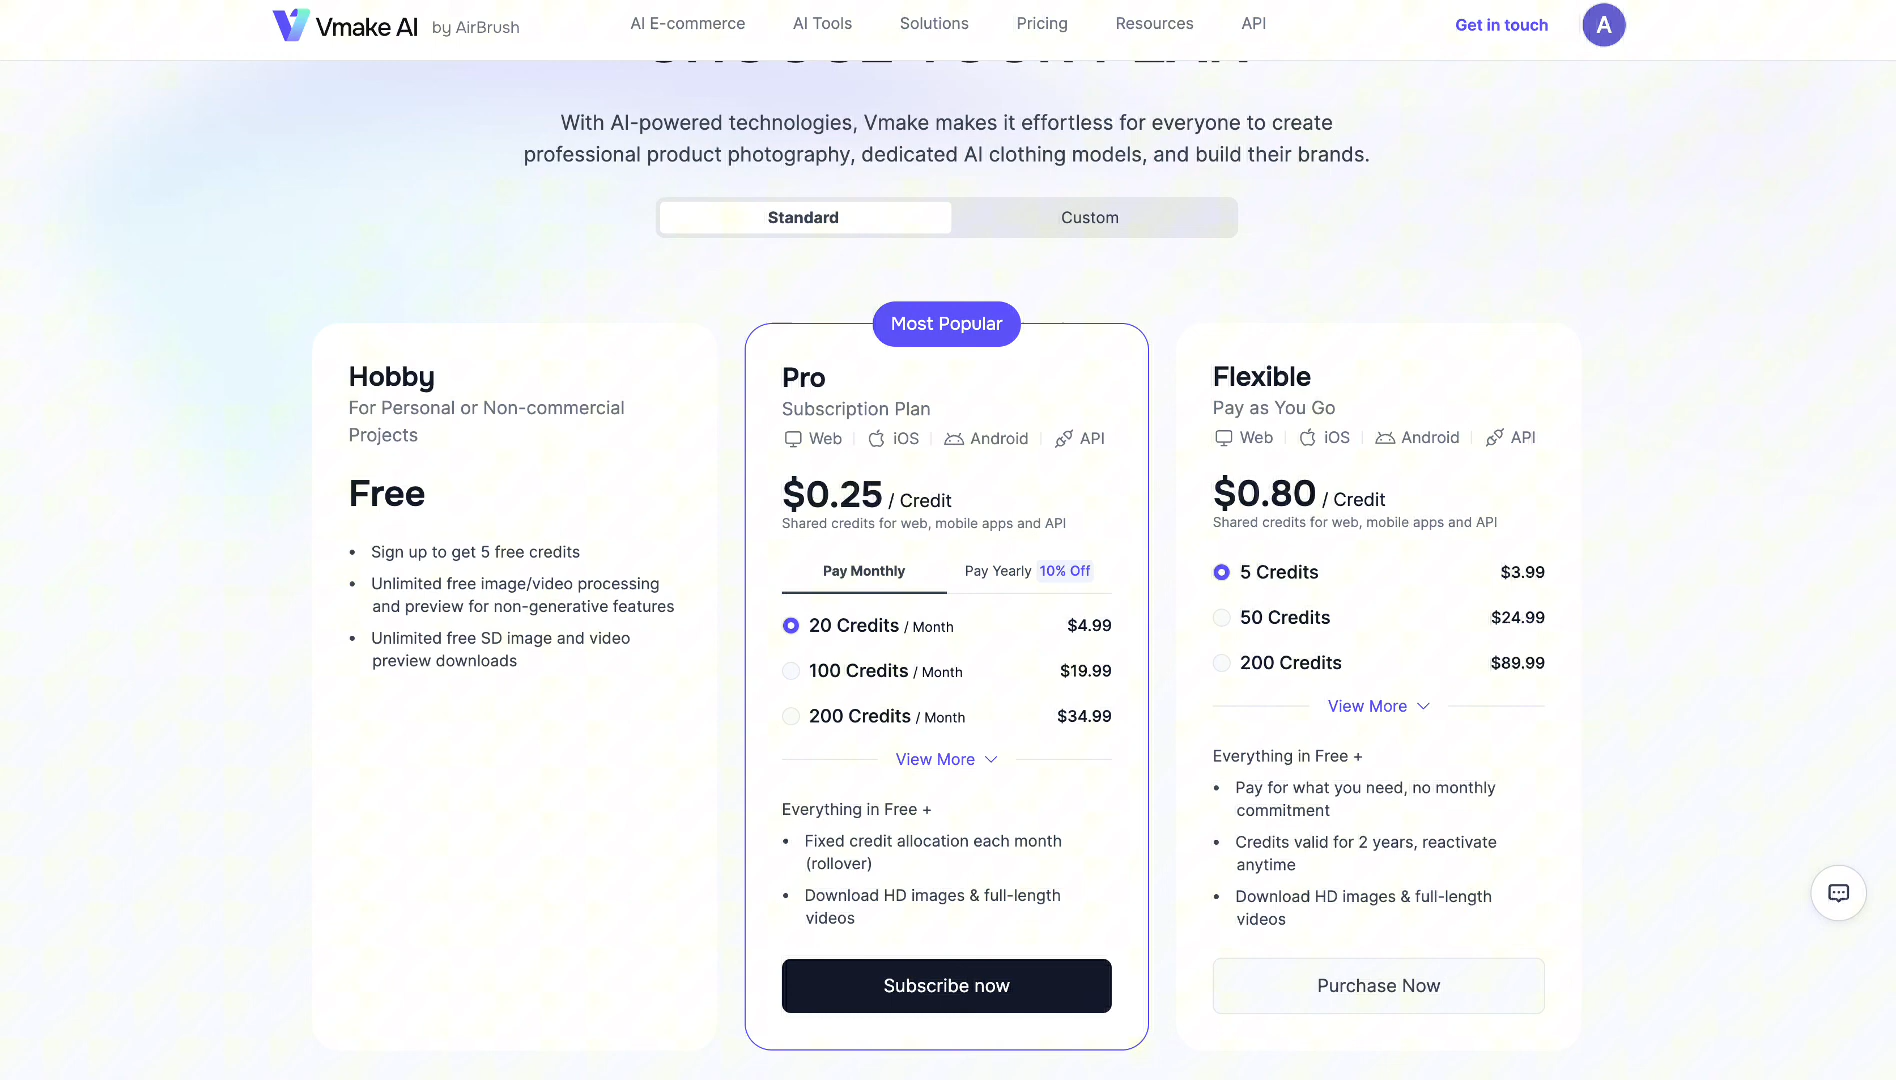 Vmake AI by AirBrush
AI E-commerce
AI Tools
Solutions
Pricing
Resources
API
Get in touch
A
CHOOSE YOUR PLAN
With AI-powered technologies, Vmake makes it effortless for everyone to create
professional product photography, dedicated AI clothing models, and build their brands.
Standard
Custom
Hobby
For Personal or Non-commercial
Projects
Free
• Sign up to get 5 free credits
• Unlimited free image/video processing
and preview for non-generative features
• Unlimited free SD image and video
preview downloads
Most Popular
Pro
Subscription Plan
Web | iOS | Android | API
$0.25 / Credit
Shared credits for web, mobile apps and API
Pay Monthly
Pay Yearly 10% Off
20 Credits / Month $4.99
100 Credits / Month $19.99
200 Credits / Month $34.99
View More
Everything in Free +
• Fixed credit allocation each month
(rollover)
• Download HD images & full-length
videos
Subscribe now
Flexible
Pay as You Go
Web | iOS | Android | API
$0.80 / Credit
Shared credits for web, mobile apps and API
5 Credits $3.99
50 Credits $24.99
200 Credits $89.99
View More
Everything in Free +
• Pay for what you need, no monthly
commitment
• Credits valid for 2 years, reactivate
anytime
• Download HD images & full-length
videos
Purchase Now